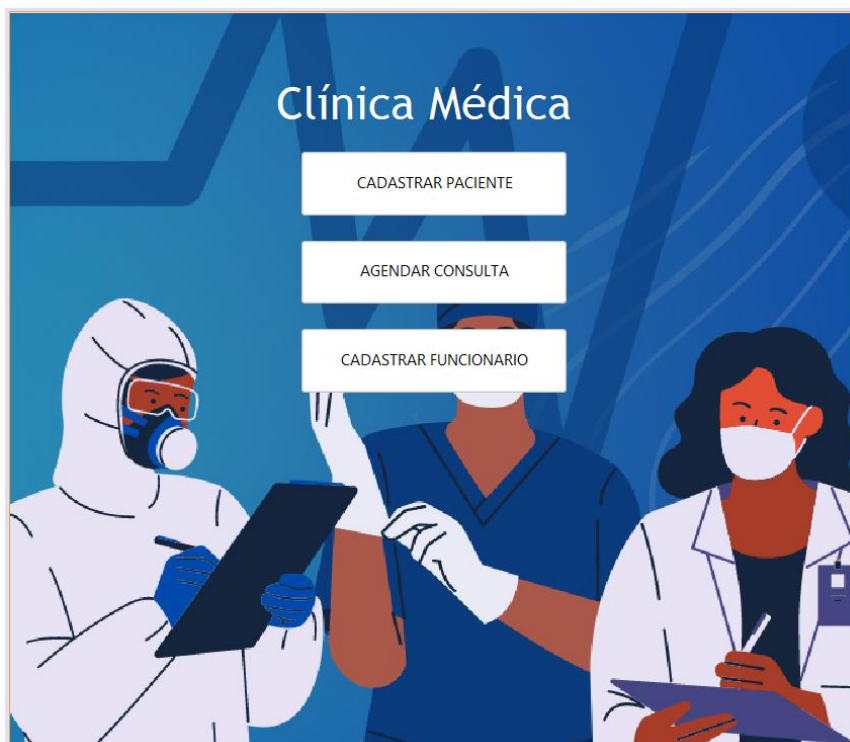 Clínica Médica
CADASTRAR PACIENTE
AGENDAR CONSULTA
CADASTRAR FUNCIONARIO